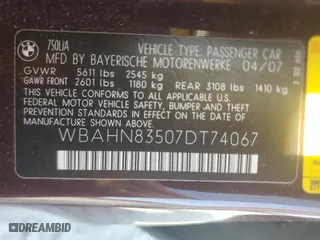 750LiA VEHICLE TYPE PASSENGER CAR
MFD BY BAYERISCHE MOTORENWERKE 04/07
GVWR 5611 lbs 2545 kg
GAWR FRONT 2601 lbs 1180 kg REAR 3108 lbs 1410 kg
THIS VEHICLE CONFORMS TO ALL APPLICABLE FEDERAL MOTOR VEHICLE
SAFETY, BUMPER, AND THEFT PREVENTION STANDARDS
IN EFFECT ON THE DATE OF MANUFACTURE SHOWN ABOVE.
WBAHN83507DT74067